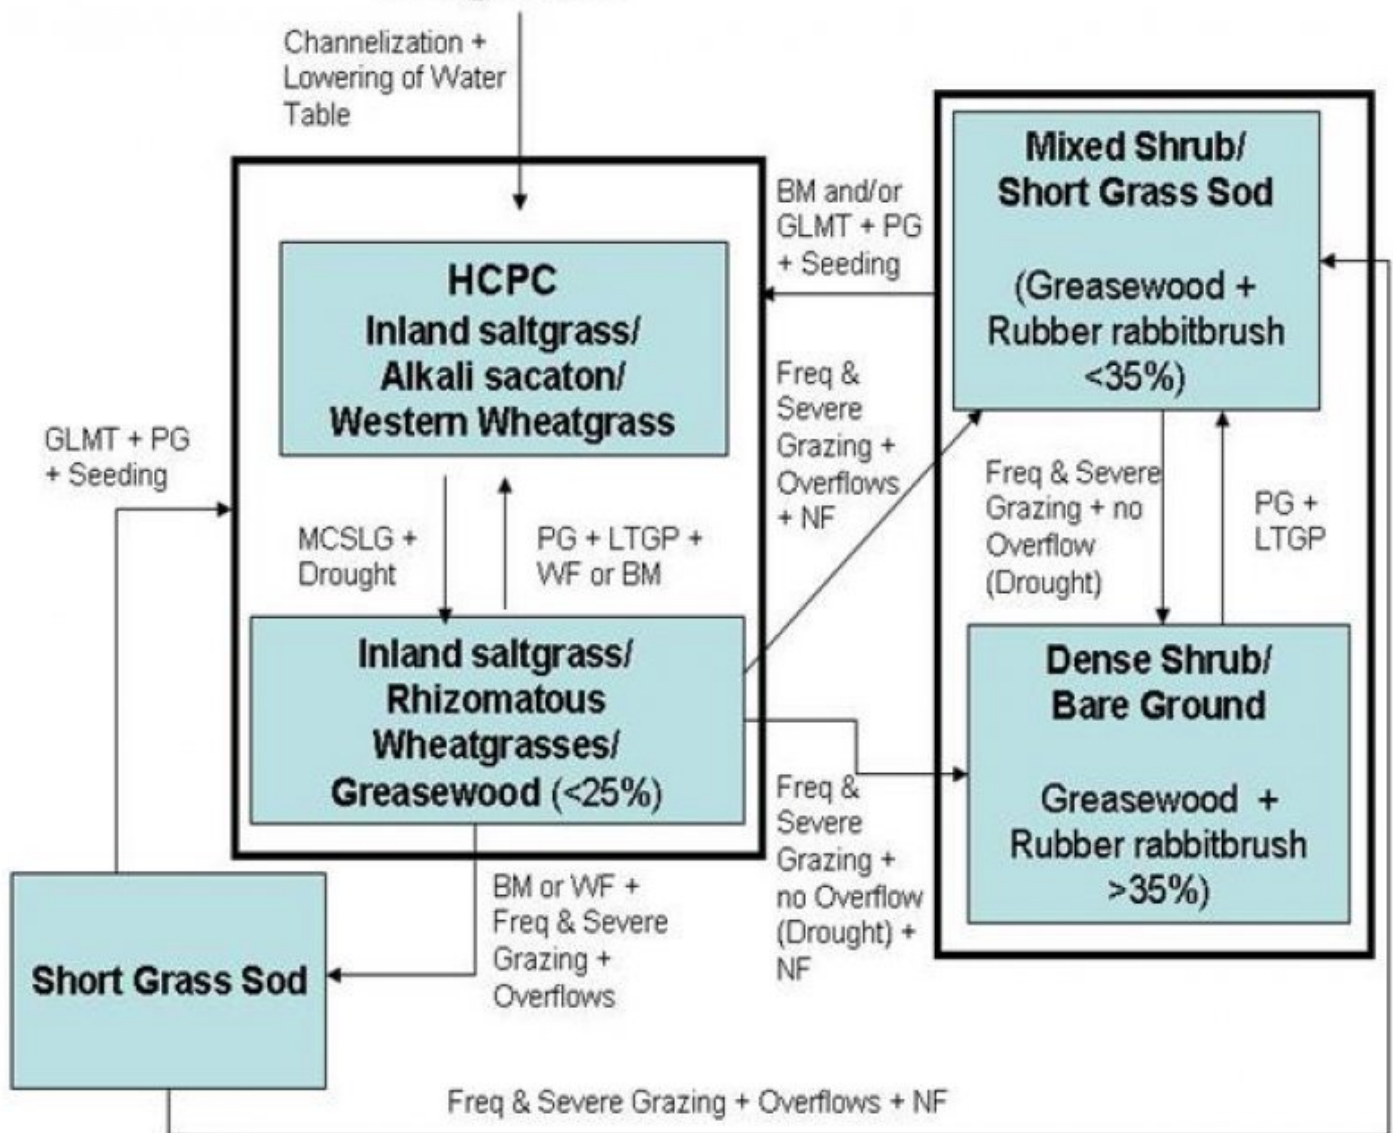 Channelization +
Lowering of Water
Table
Mixed Shrub/
Short Grass Sod
(Greasewood +
Rubber rabbitbrush
<35%)
BM and/or
GLMT + PG
+ Seeding
HCPC
Inland saltgrass/
Alkali sacaton/
Western Wheatgrass
Freq &
Severe
Grazing +
Overflows
+ NF
GLMT + PG
+ Seeding
MCSLG +
Drought
PG + LTGP +
WF or BM
Freq & Severe
Grazing + no
Overflow
(Drought)
PG +
LTGP
Inland saltgrass/
Rhizomatous
Wheatgrasses/
Greasewood (<25%)
Dense Shrub/
Bare Ground
Greasewood +
Rubber rabbitbrush
>35%)
Freq &
Severe
Grazing +
no Overflow
(Drought) +
NF
BM or WF +
Freq & Severe
Grazing +
Overflows
Short Grass Sod
Freq & Severe Grazing + Overflows + NF